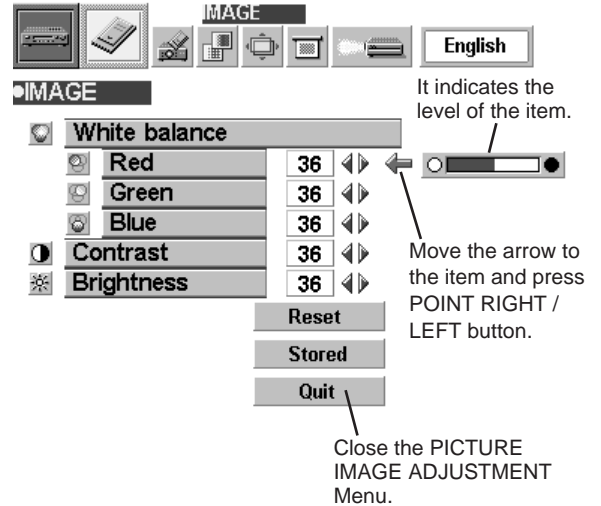 IMAGE
English
●IMAGE
It indicates the
level of the item.
White balance
Red 36
Green 36
Blue 36
Contrast 36
Brightness 36
Move the arrow to
the item and press
POINT RIGHT /
LEFT button.
Reset
Stored
Quit
Close the PICTURE
IMAGE ADJUSTMENT
Menu.